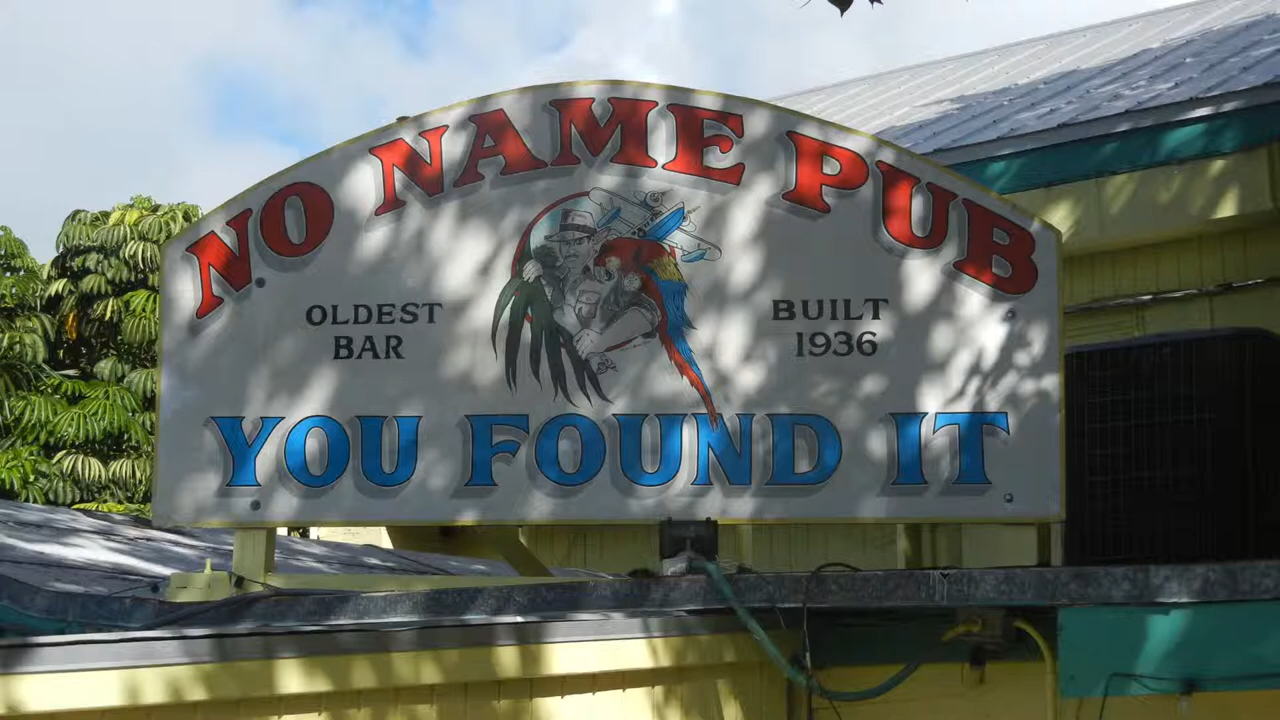 NO NAME PUB
OLDEST
BAR
BUILT
1936
YOU FOUND IT